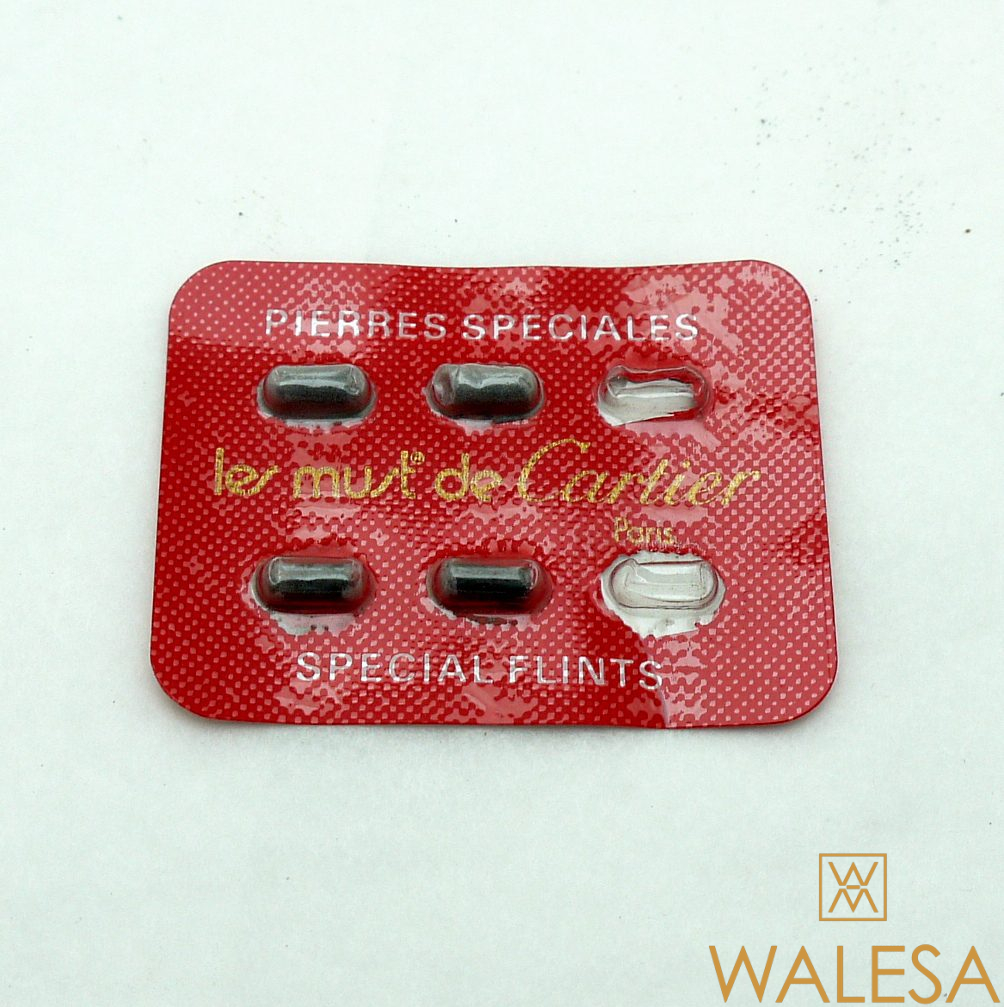 PIERRES SPECIALES
les must® de Cartier
Paris
SPECIAL FLINTS
WALESA